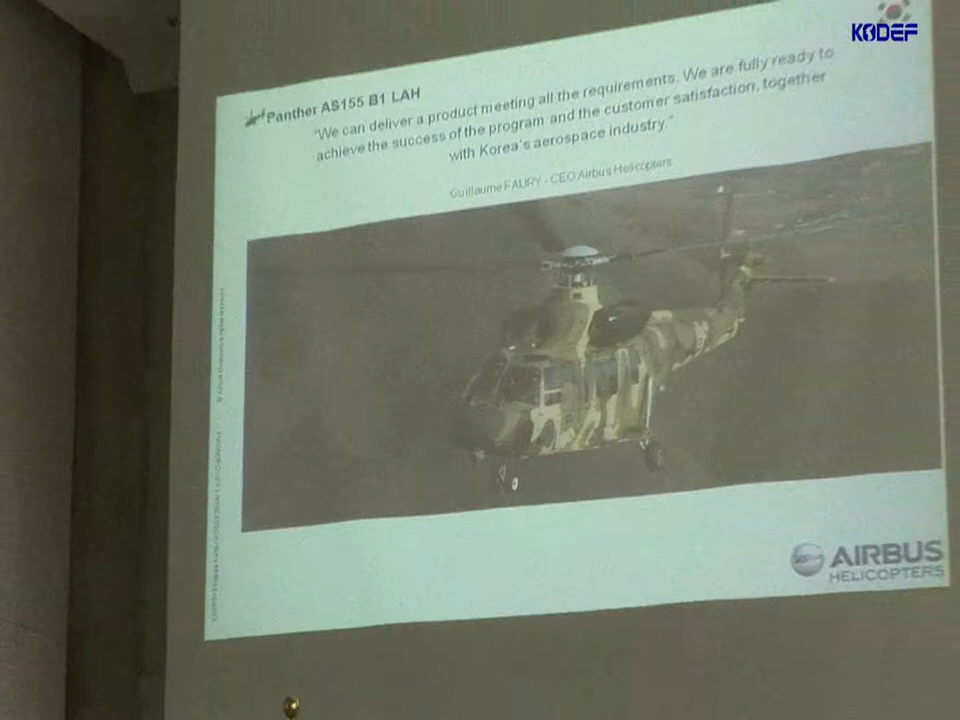 KODEF
Panther AS155 B1 LAH
"We can deliver a product meeting all the requirements. We are fully ready to
achieve the success of the program and the customer satisfaction, together
with Korea's aerospace industry."
Guillaume FAURY - CEO Airbus Helicopters
AIRBUS
HELICOPTERS